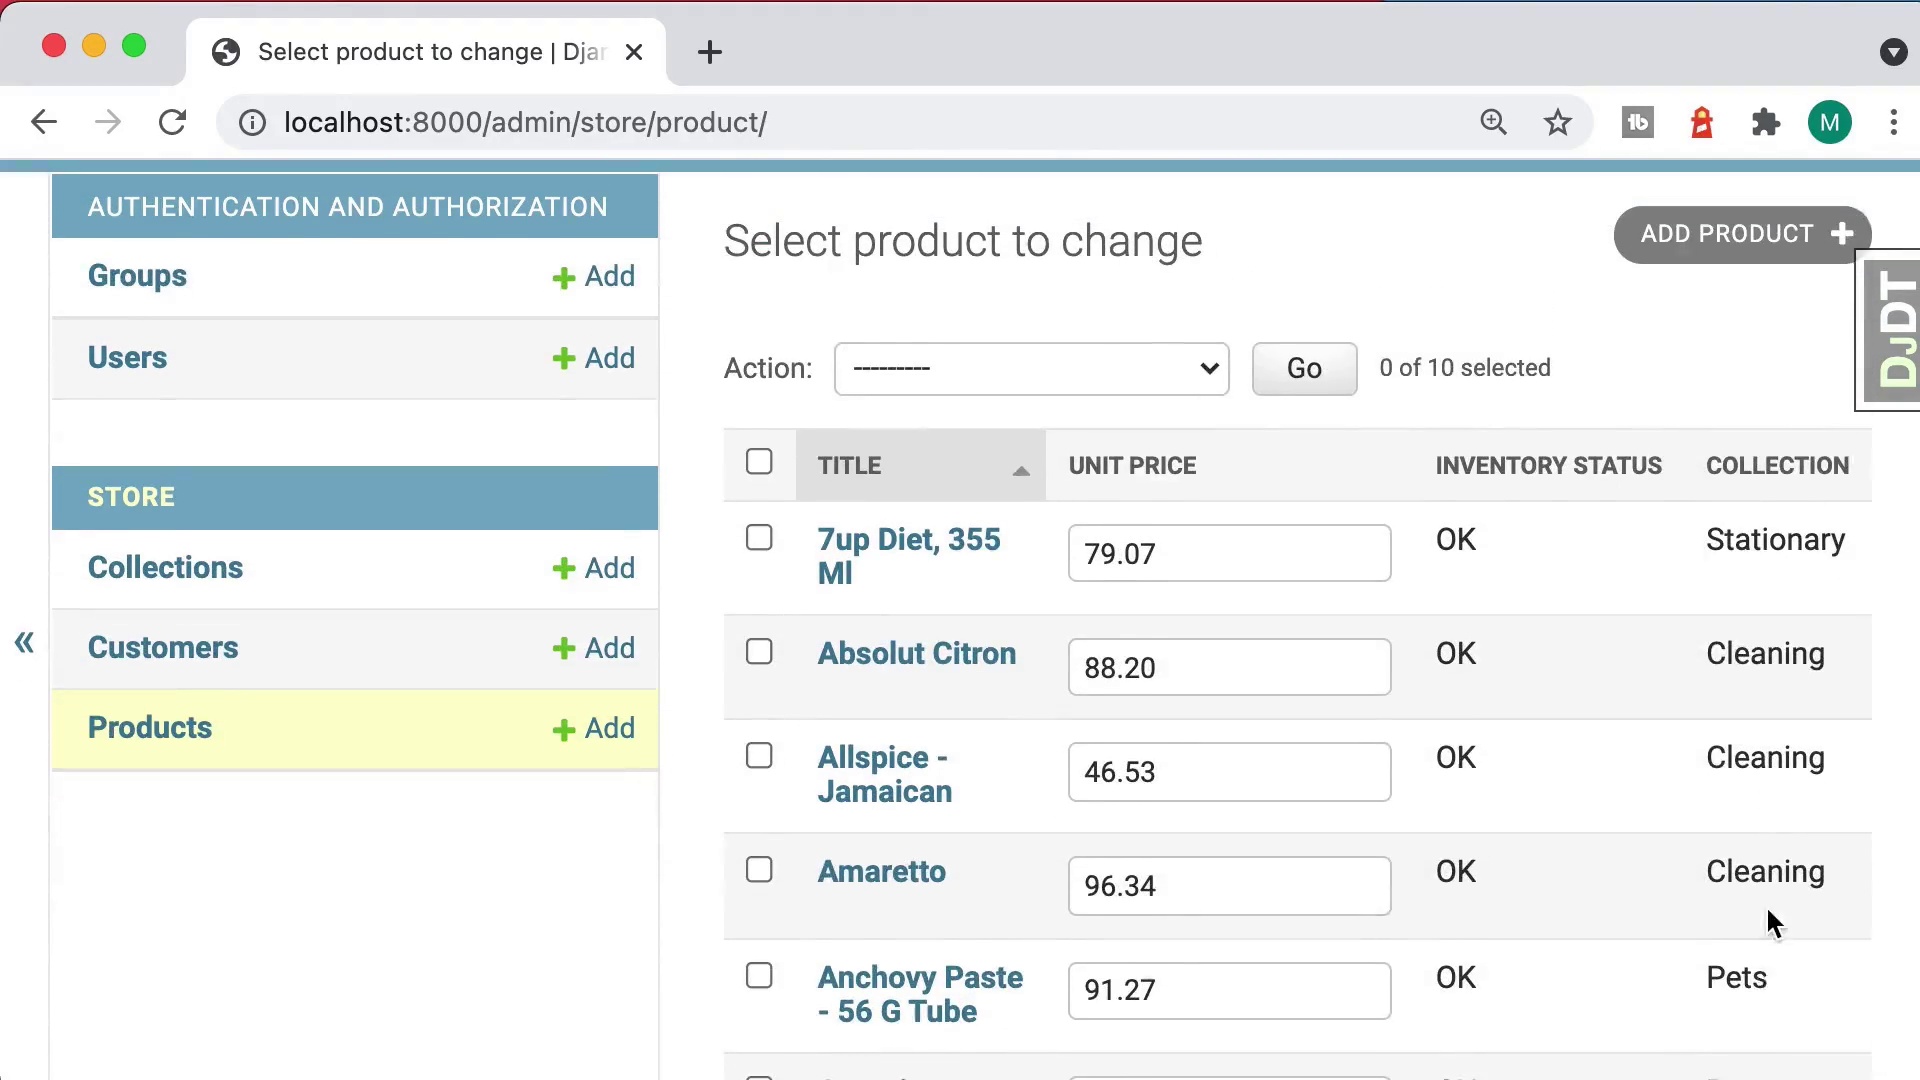 Select product to change | Djan
localhost:8000/admin/store/product/
M
AUTHENTICATION AND AUTHORIZATION
Groups Add
Users Add
STORE
Collections Add
Customers Add
Products Add
Select product to change
ADD PRODUCT
DJDT
Action: --------- Go 0 of 10 selected
TITLE UNIT PRICE INVENTORY STATUS COLLECTION
7up Diet, 355 79.07 OK Stationary
Ml
Absolut Citron 88.20 OK Cleaning
Allspice - 46.53 OK Cleaning
Jamaican
Amaretto 96.34 OK Cleaning
Anchovy Paste 91.27 OK Pets
- 56 G Tube